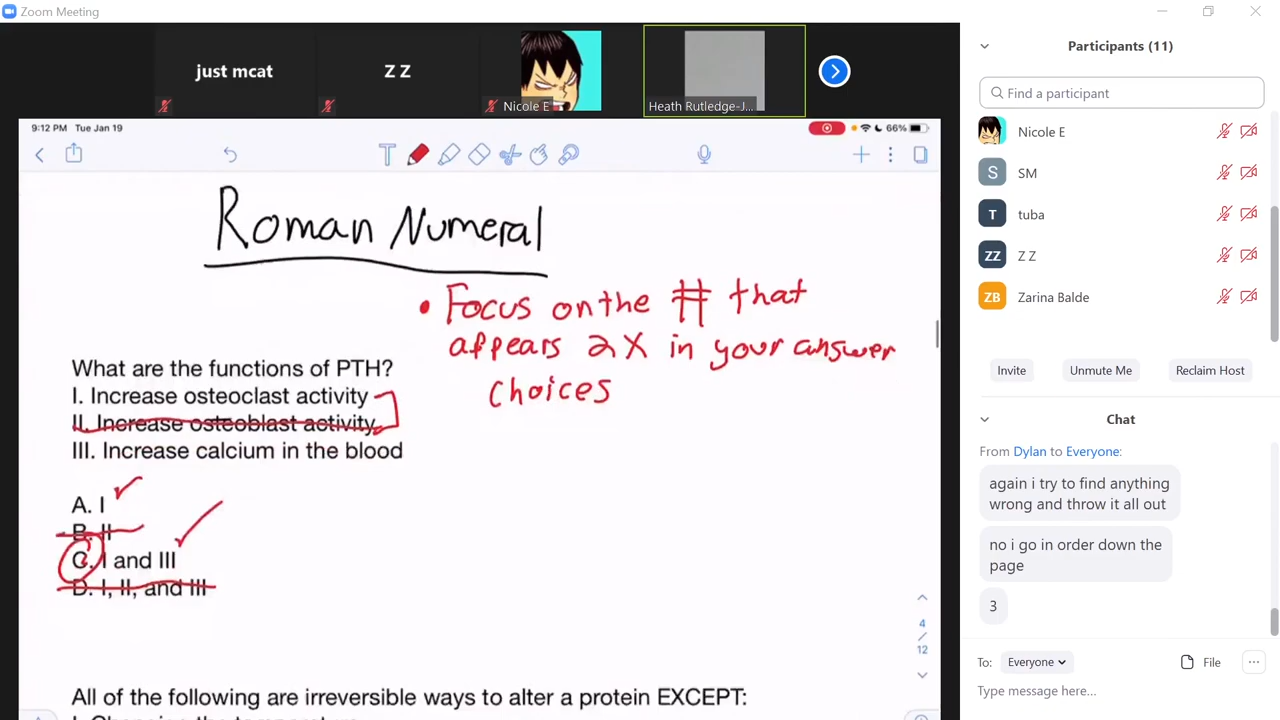 Zoom Meeting
just mcat
Z Z
Nicole E
Heath Rutledge-J...
9:12 PM Tue Jan 19
66%
Roman Numeral
• Focus on the # that
appears 2X in your answer
choices
What are the functions of PTH?
I. Increase osteoclast activity
II. Increase osteoblast activity
III. Increase calcium in the blood
A. I
B. II
C. I and III
D. I, II, and III
4
/
12
All of the following are irreversible ways to alter a protein EXCEPT:
I. Changing the temperature
Participants (11)
Find a participant
Nicole E
S SM
T tuba
ZZ Z Z
ZB Zarina Balde
Invite
Unmute Me
Reclaim Host
Chat
From Dylan to Everyone:
again i try to find anything
wrong and throw it all out
no i go in order down the
page
3
To: Everyone
File
Type message here...